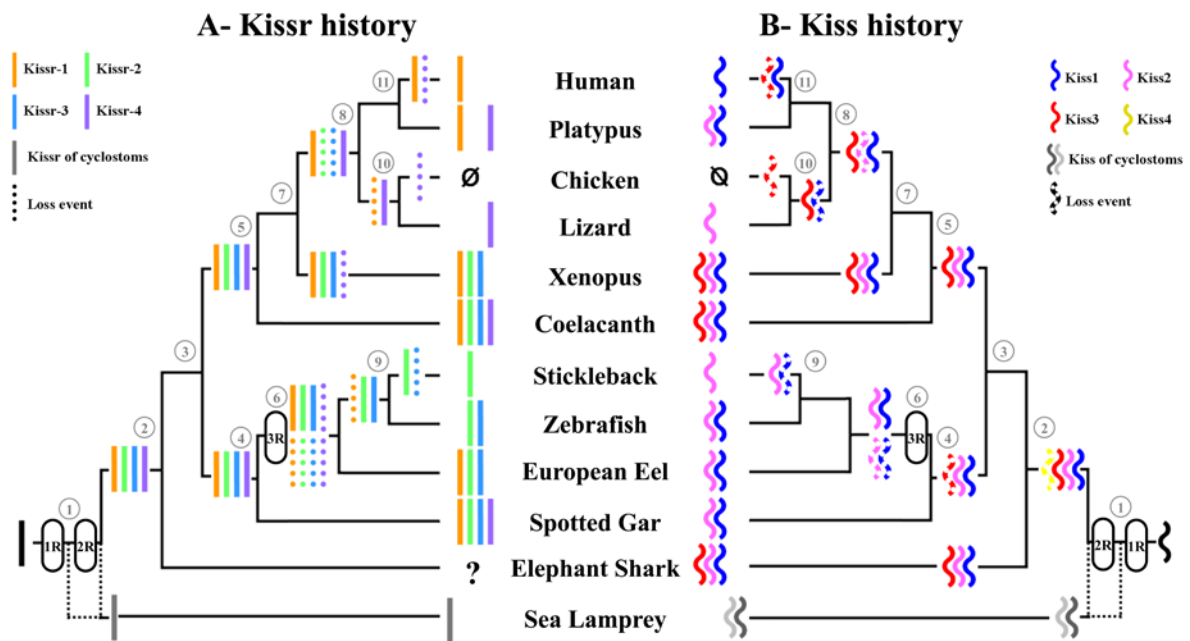 A- Kissr history
B- Kiss history
Kissr-1
Kissr-2
Kissr-3
Kissr-4
Kissr of cyclostoms
Loss event
Kiss1
Kiss2
Kiss3
Kiss4
Kiss of cyclostoms
Loss event
Human
Platypus
Chicken
Lizard
Xenopus
Coelacanth
Stickleback
Zebrafish
European Eel
Spotted Gar
Elephant Shark
Sea Lamprey
11
8
10
7
5
3
9
6
3R
4
2
1
1R
2R
Ø
?
11
8
10
7
5
3
9
6
3R
4
2
1
2R
1R
Ø